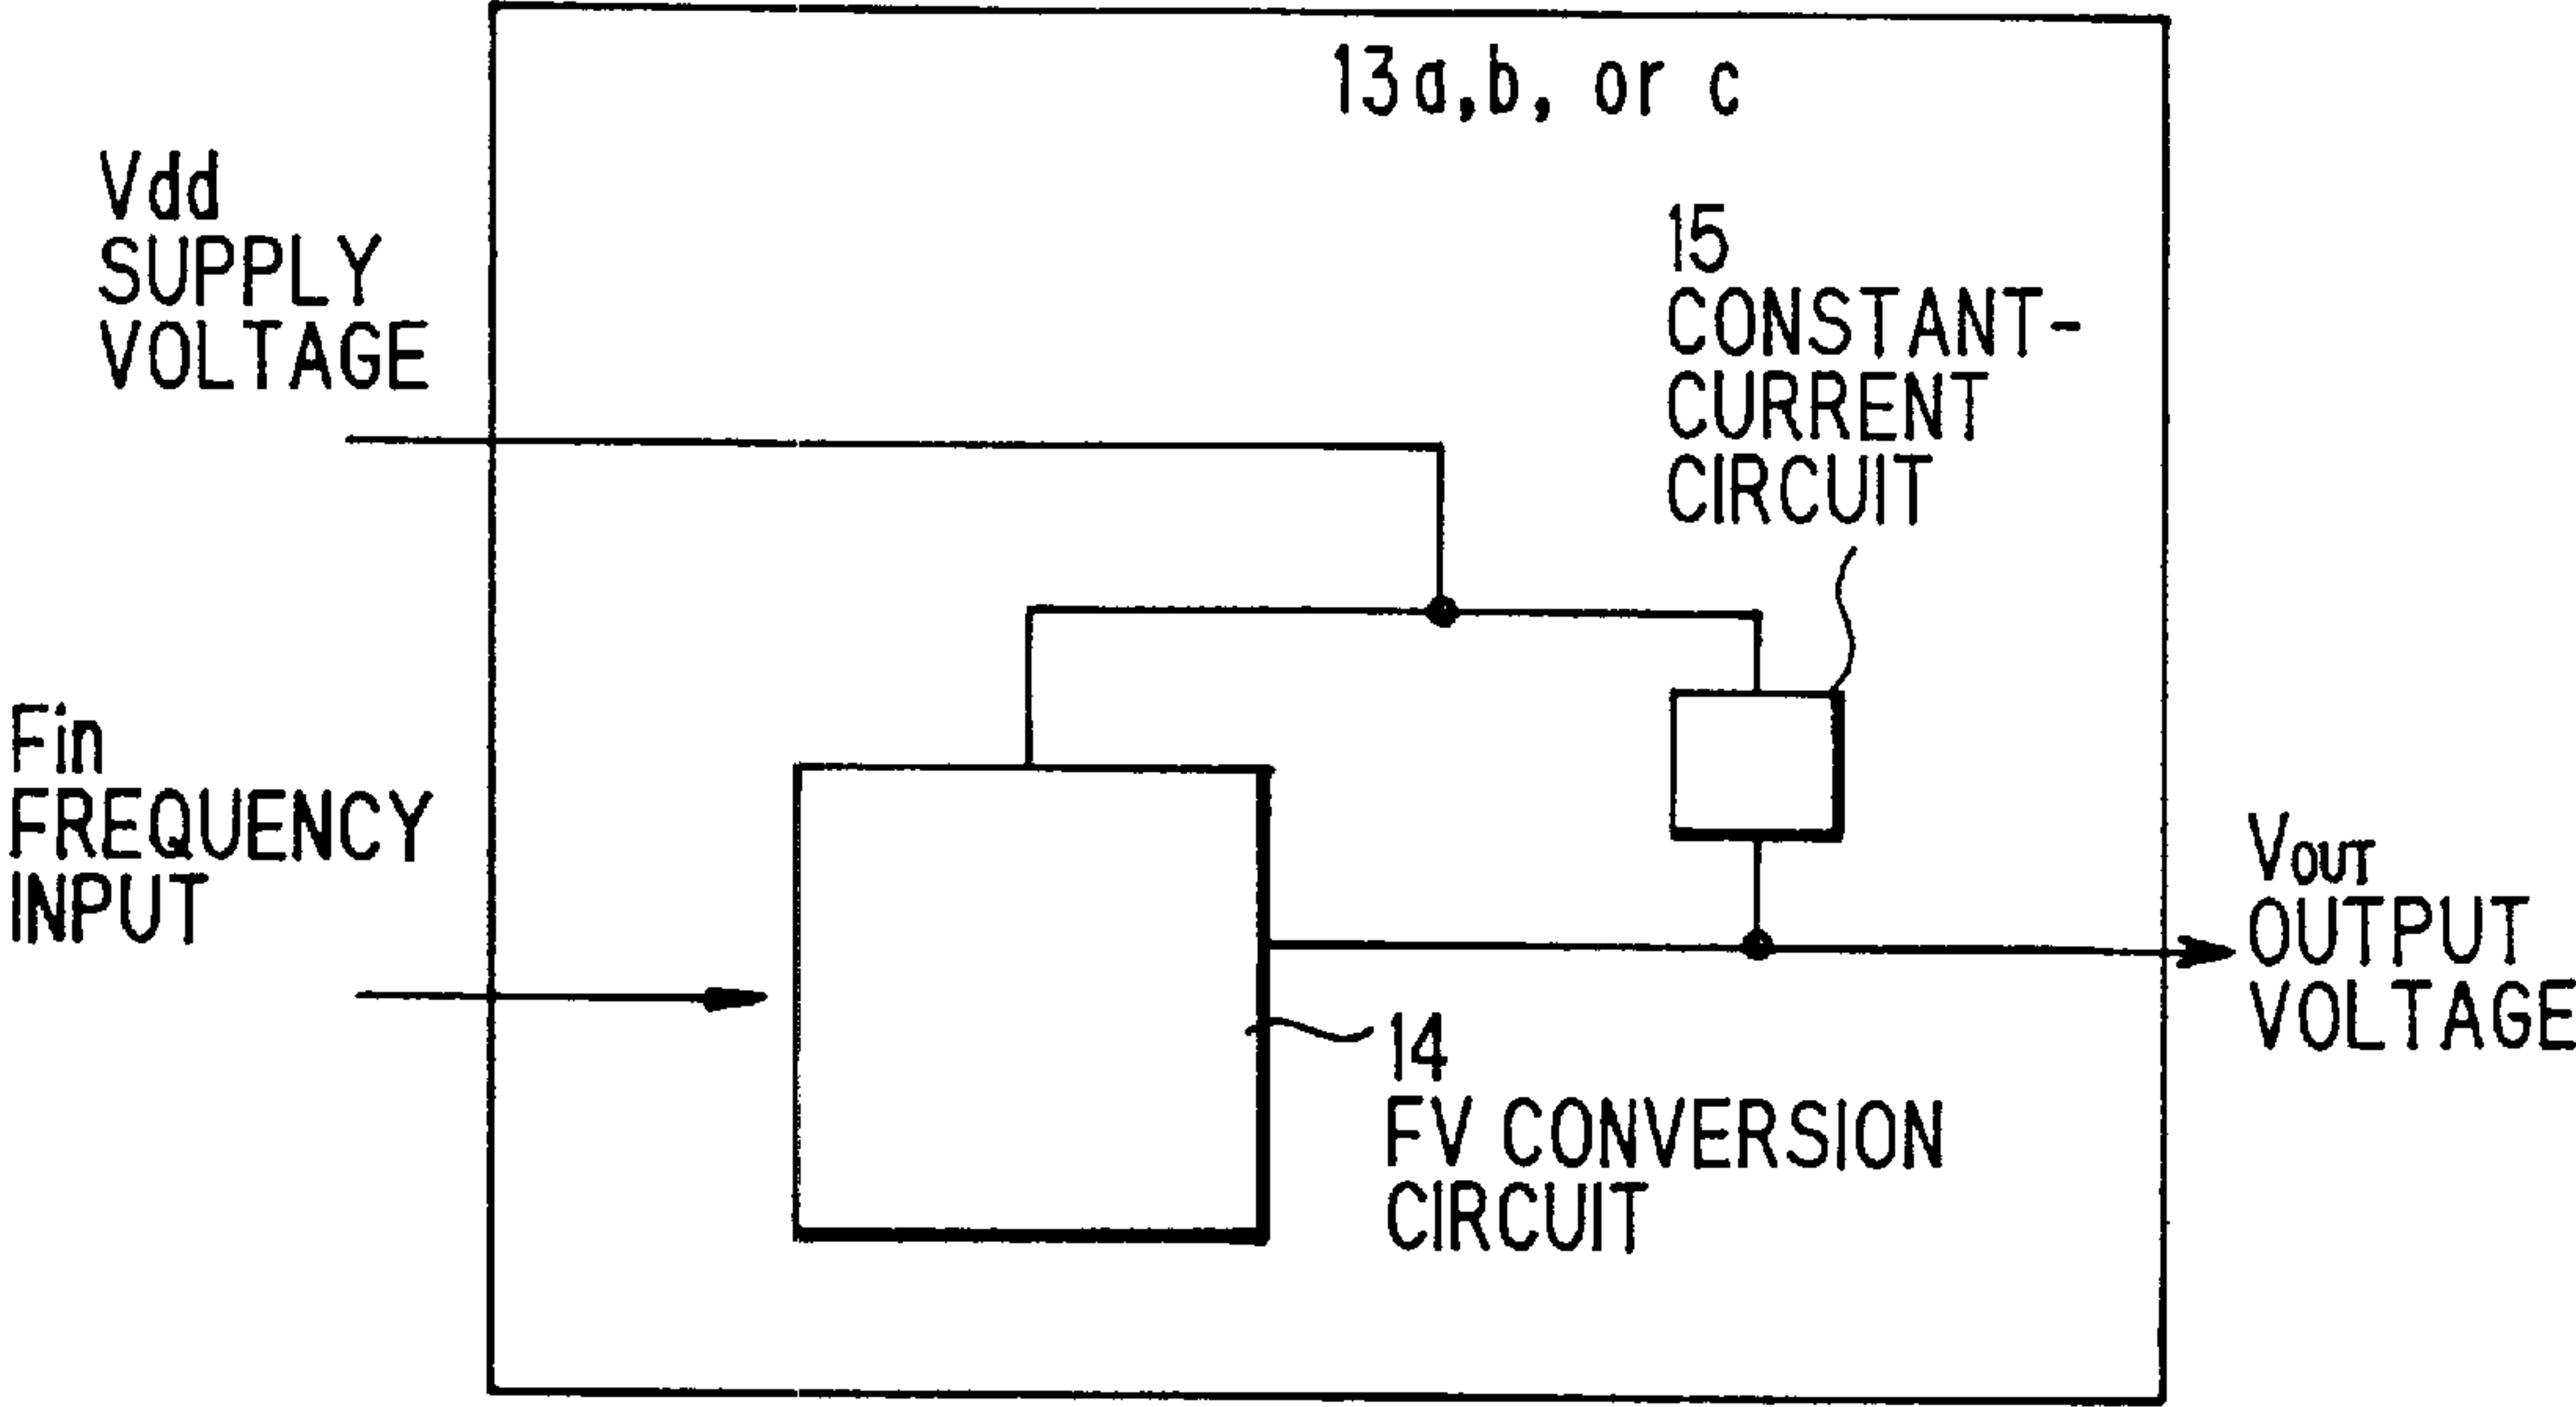 13a,b, or c
Vdd
SUPPLY
VOLTAGE
15
CONSTANT-
CURRENT
CIRCUIT
Fin
FREQUENCY
INPUT
VOUT
OUTPUT
VOLTAGE
14
FV CONVERSION
CIRCUIT